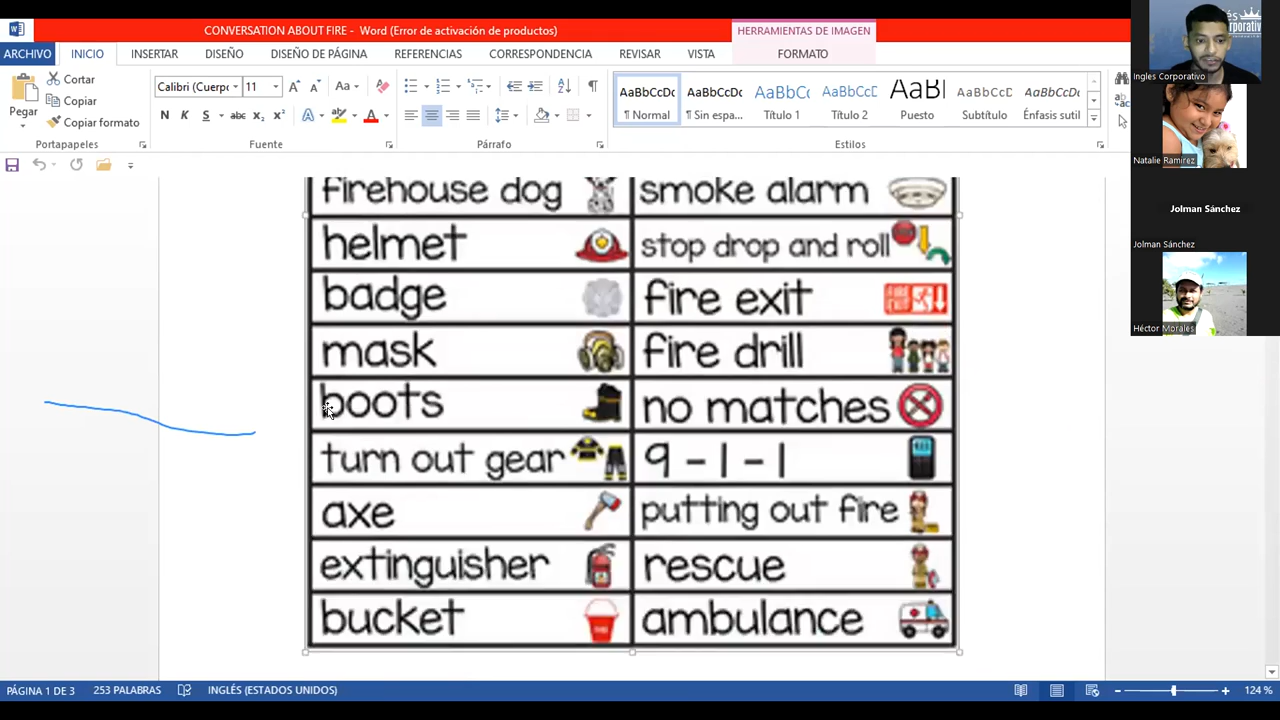 CONVERSATION ABOUT FIRE - Word (Error de activación de productos)
HERRAMIENTAS DE IMAGEN
ARCHIVO INICIO INSERTAR DISEÑO DISEÑO DE PÁGINA REFERENCIAS CORRESPONDENCIA REVISAR VISTA FORMATO
Pegar
Cortar
Copiar
Copiar formato
Portapapeles
Calibri (Cuerpc 11
Fuente
Párrafo
AaBbCcDc ¶ Normal
AaBbCcDc ¶ Sin espa...
AaBbCc Título 1
AaBbCcD Título 2
AaBl Puesto
AaBbCcD Subtítulo
AaBbCcDc Énfasis sutil
Estilos
Ingles Corporativo
Natalie Ramirez
Jolman Sánchez
Jolman Sánchez
Héctor Morales
firehouse dog smoke alarm
helmet stop drop and roll
badge fire exit
mask fire drill
boots no matches
turn out gear 9 - 1 - 1
axe putting out fire
extinguisher rescue
bucket ambulance
PÁGINA 1 DE 3 253 PALABRAS INGLÉS (ESTADOS UNIDOS) 124 %